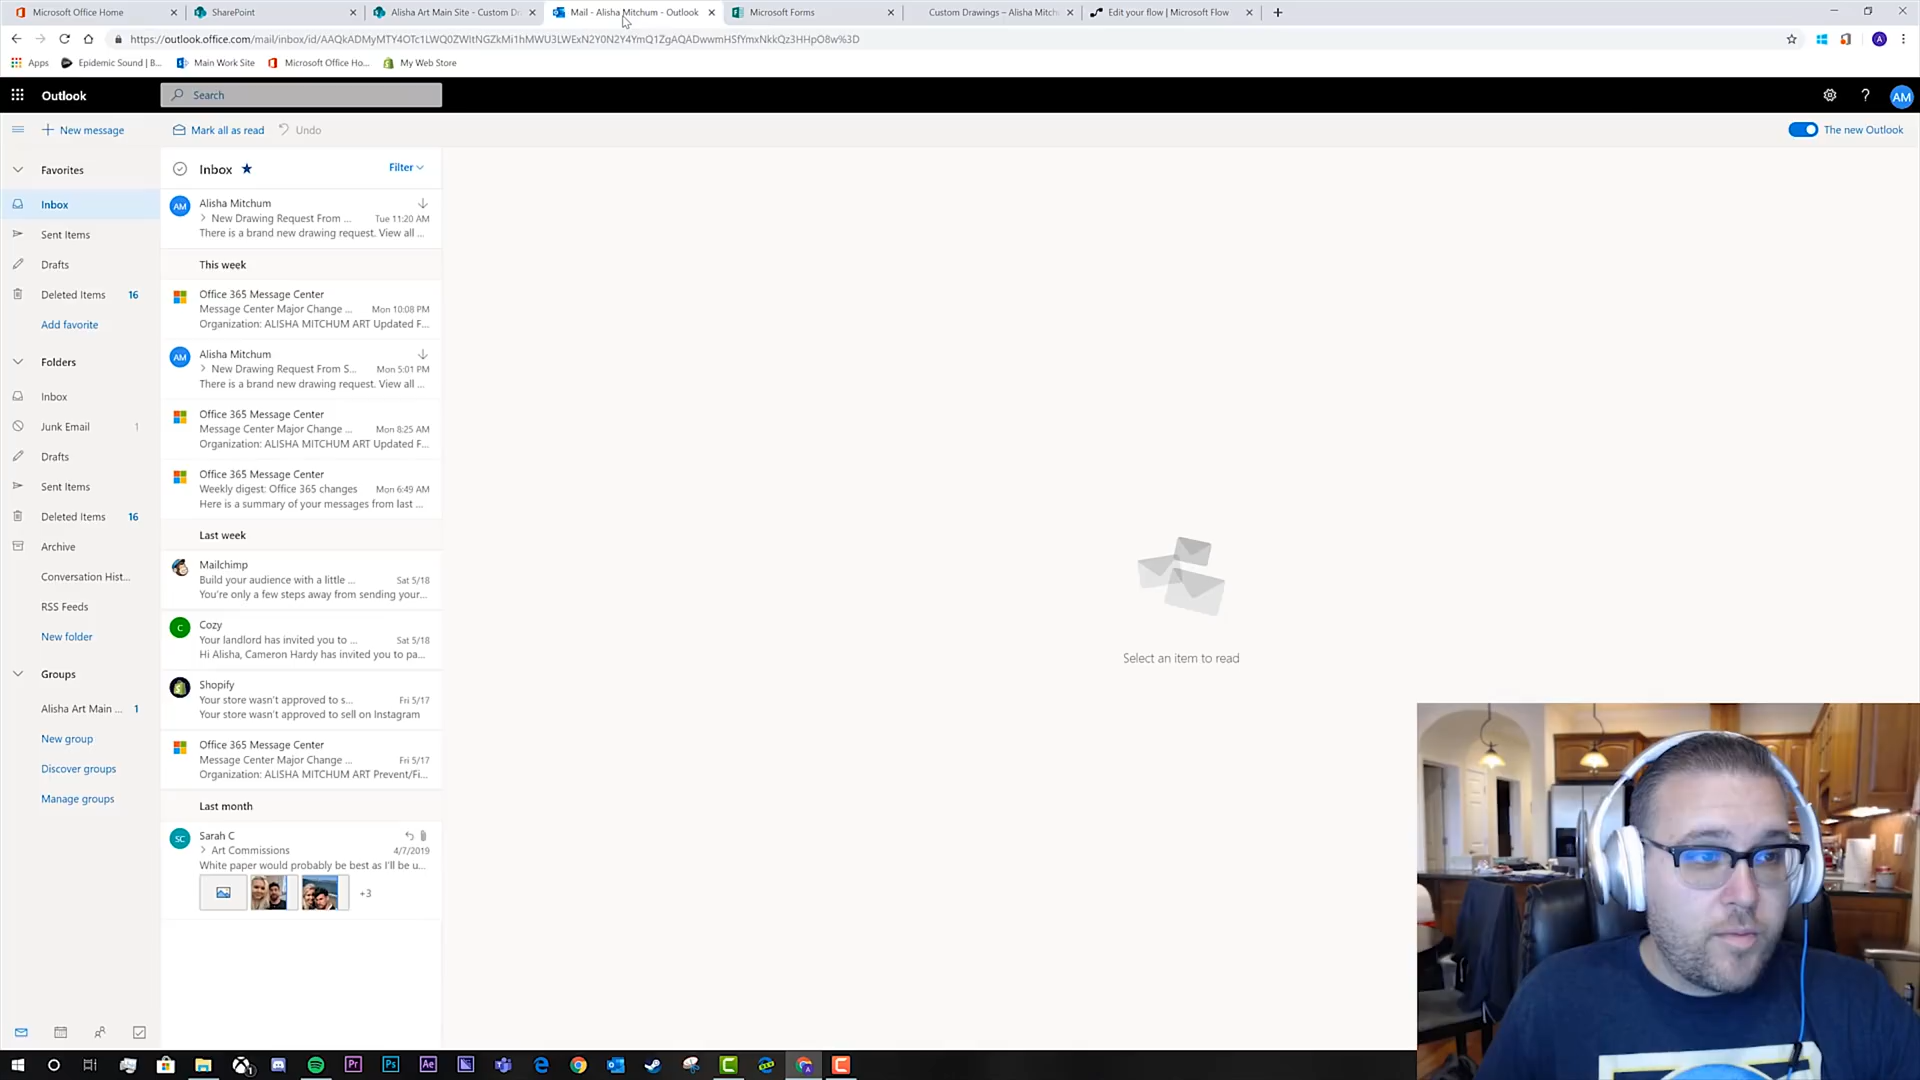 Microsoft Office Home
SharePoint
Alisha Art Main Site - Custom Dr
Mail - Alisha Mitchum - Outlook
Microsoft Forms
Custom Drawings – Alisha Mitch
Edit your flow | Microsoft Flow
https://outlook.office.com/mail/inbox/id/AAQkADMyMTY4OTc1LWQ0ZWItNGZkMi1hMWU3LWExN2Y0N2Y4YmQ1ZgAQADwwmHSfYmxNkkQz3HHpO8w%3D
Apps
Epidemic Sound | B...
Main Work Site
Microsoft Office Ho...
My Web Store
Outlook
Search
AM
New message
Mark all as read
Undo
The new Outlook
Favorites
Inbox
Sent Items
Drafts
Deleted Items 16
Add favorite
Folders
Inbox
Junk Email 1
Drafts
Sent Items
Deleted Items 16
Archive
Conversation Hist...
RSS Feeds
New folder
Groups
Alisha Art Main ... 1
New group
Discover groups
Manage groups
Inbox
Filter
AM
Alisha Mitchum
New Drawing Request From ... Tue 11:20 AM
There is a brand new drawing request. View all ...
This week
Office 365 Message Center
Message Center Major Change ... Mon 10:08 PM
Organization: ALISHA MITCHUM ART Updated F...
AM
Alisha Mitchum
New Drawing Request From S... Mon 5:01 PM
There is a brand new drawing request. View all ...
Office 365 Message Center
Message Center Major Change ... Mon 8:25 AM
Organization: ALISHA MITCHUM ART Updated F...
Office 365 Message Center
Weekly digest: Office 365 changes Mon 6:49 AM
Here is a summary of your messages from last ...
Last week
Mailchimp
Build your audience with a little ... Sat 5/18
You're only a few steps away from sending your...
C
Cozy
Your landlord has invited you to ... Sat 5/18
Hi Alisha, Cameron Hardy has invited you to pa...
Shopify
Your store wasn't approved to s... Fri 5/17
Your store wasn't approved to sell on Instagram
Office 365 Message Center
Message Center Major Change ... Fri 5/17
Organization: ALISHA MITCHUM ART Prevent/Fi...
Last month
SC
Sarah C
Art Commissions 4/7/2019
White paper would probably be best as I'll be u...
+3
Select an item to read
Pr
Ps
Ae